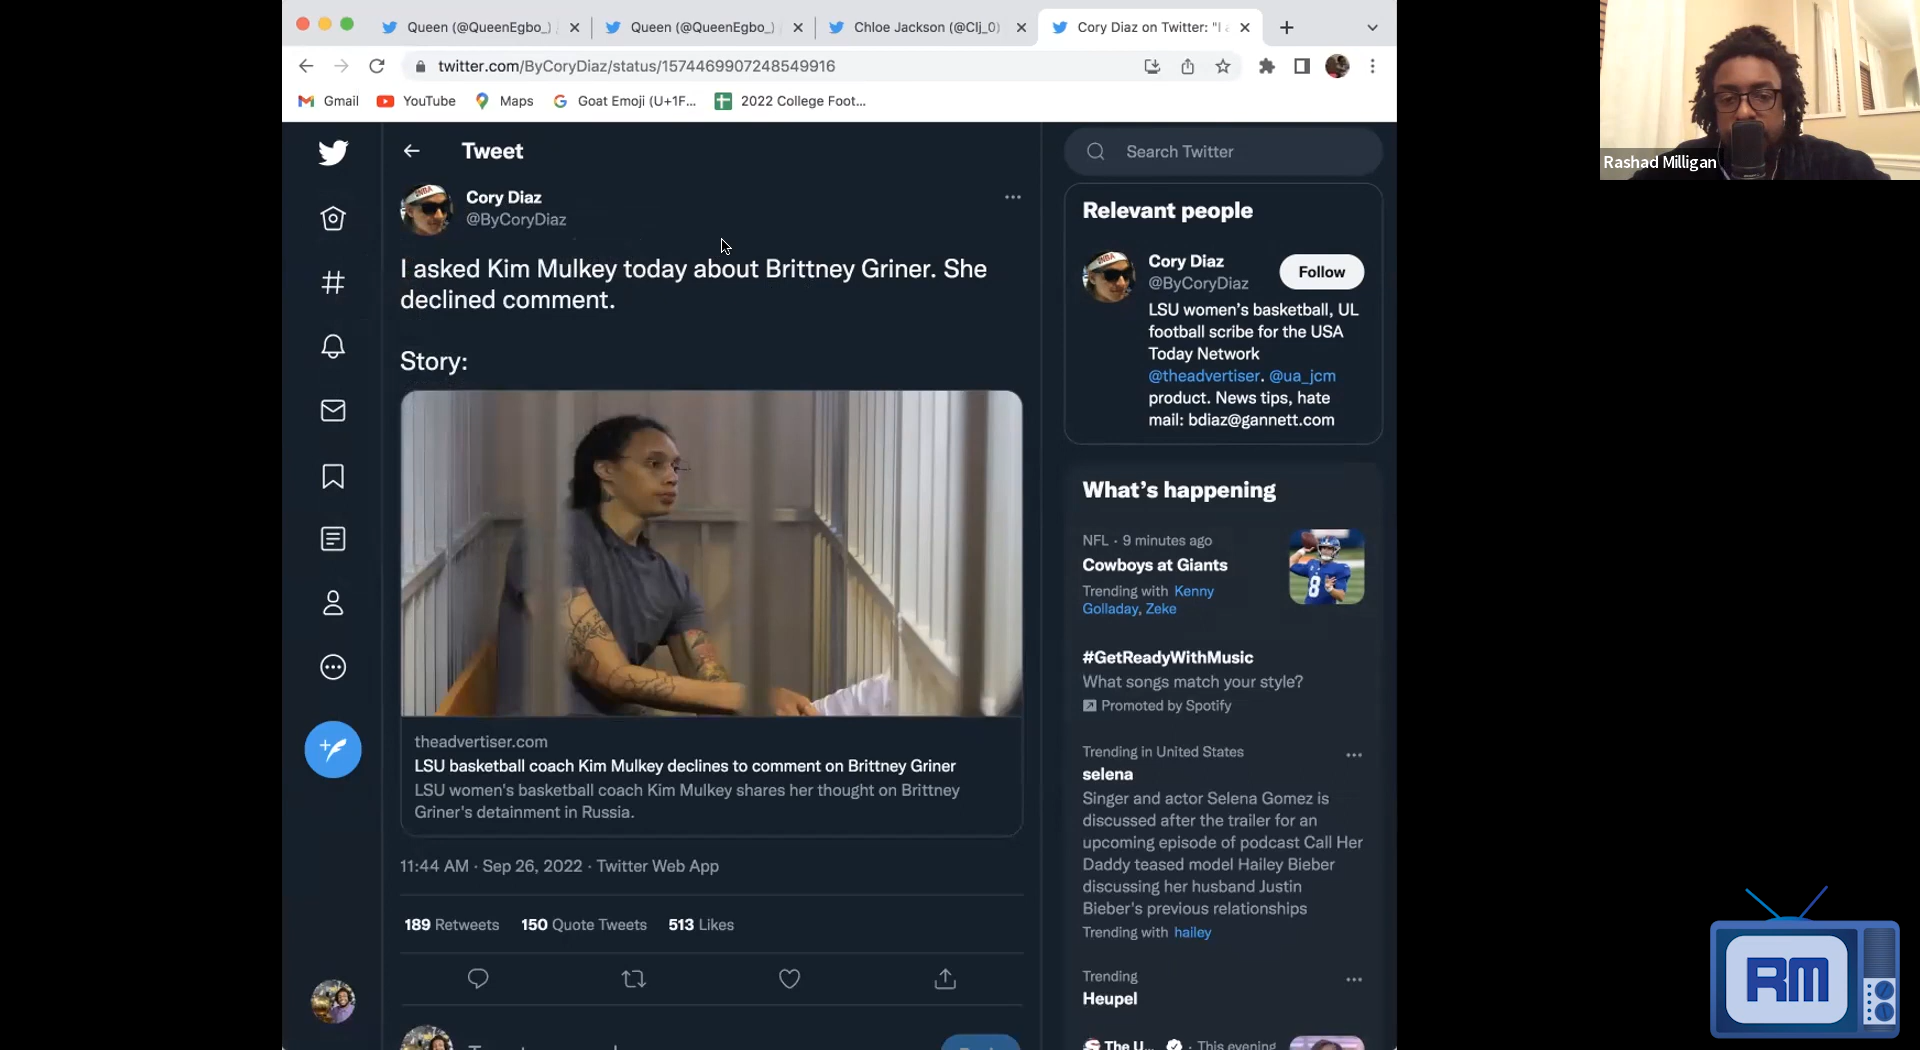 Queen (@QueenEgbo_)
Queen (@QueenEgbo_)
Chloe Jackson (@Clj_0)
Cory Diaz on Twitter: "I
twitter.com/ByCoryDiaz/status/1574469907248549916
Gmail
YouTube
Maps
Goat Emoji (U+1F...
2022 College Foot...
Rashad Milligan
Tweet
Search Twitter
Cory Diaz
@ByCoryDiaz
I asked Kim Mulkey today about Brittney Griner. She
declined comment.
Story:
theadvertiser.com
LSU basketball coach Kim Mulkey declines to comment on Brittney Griner
LSU women's basketball coach Kim Mulkey shares her thought on Brittney
Griner's detainment in Russia.
11:44 AM · Sep 26, 2022 · Twitter Web App
189 Retweets 150 Quote Tweets 513 Likes
Relevant people
Cory Diaz
@ByCoryDiaz
Follow
LSU women's basketball, UL
football scribe for the USA
Today Network
@theadvertiser. @ua_jcm
product. News tips, hate
mail: bdiaz@gannett.com
What's happening
NFL · 9 minutes ago
Cowboys at Giants
Trending with Kenny
Golladay, Zeke
8
#GetReadyWithMusic
What songs match your style?
Promoted by Spotify
Trending in United States
selena
Singer and actor Selena Gomez is
discussed after the trailer for an
upcoming episode of podcast Call Her
Daddy teased model Hailey Bieber
discussing her husband Justin
Bieber's previous relationships
Trending with hailey
Trending
Heupel
The U... · This evening
RM